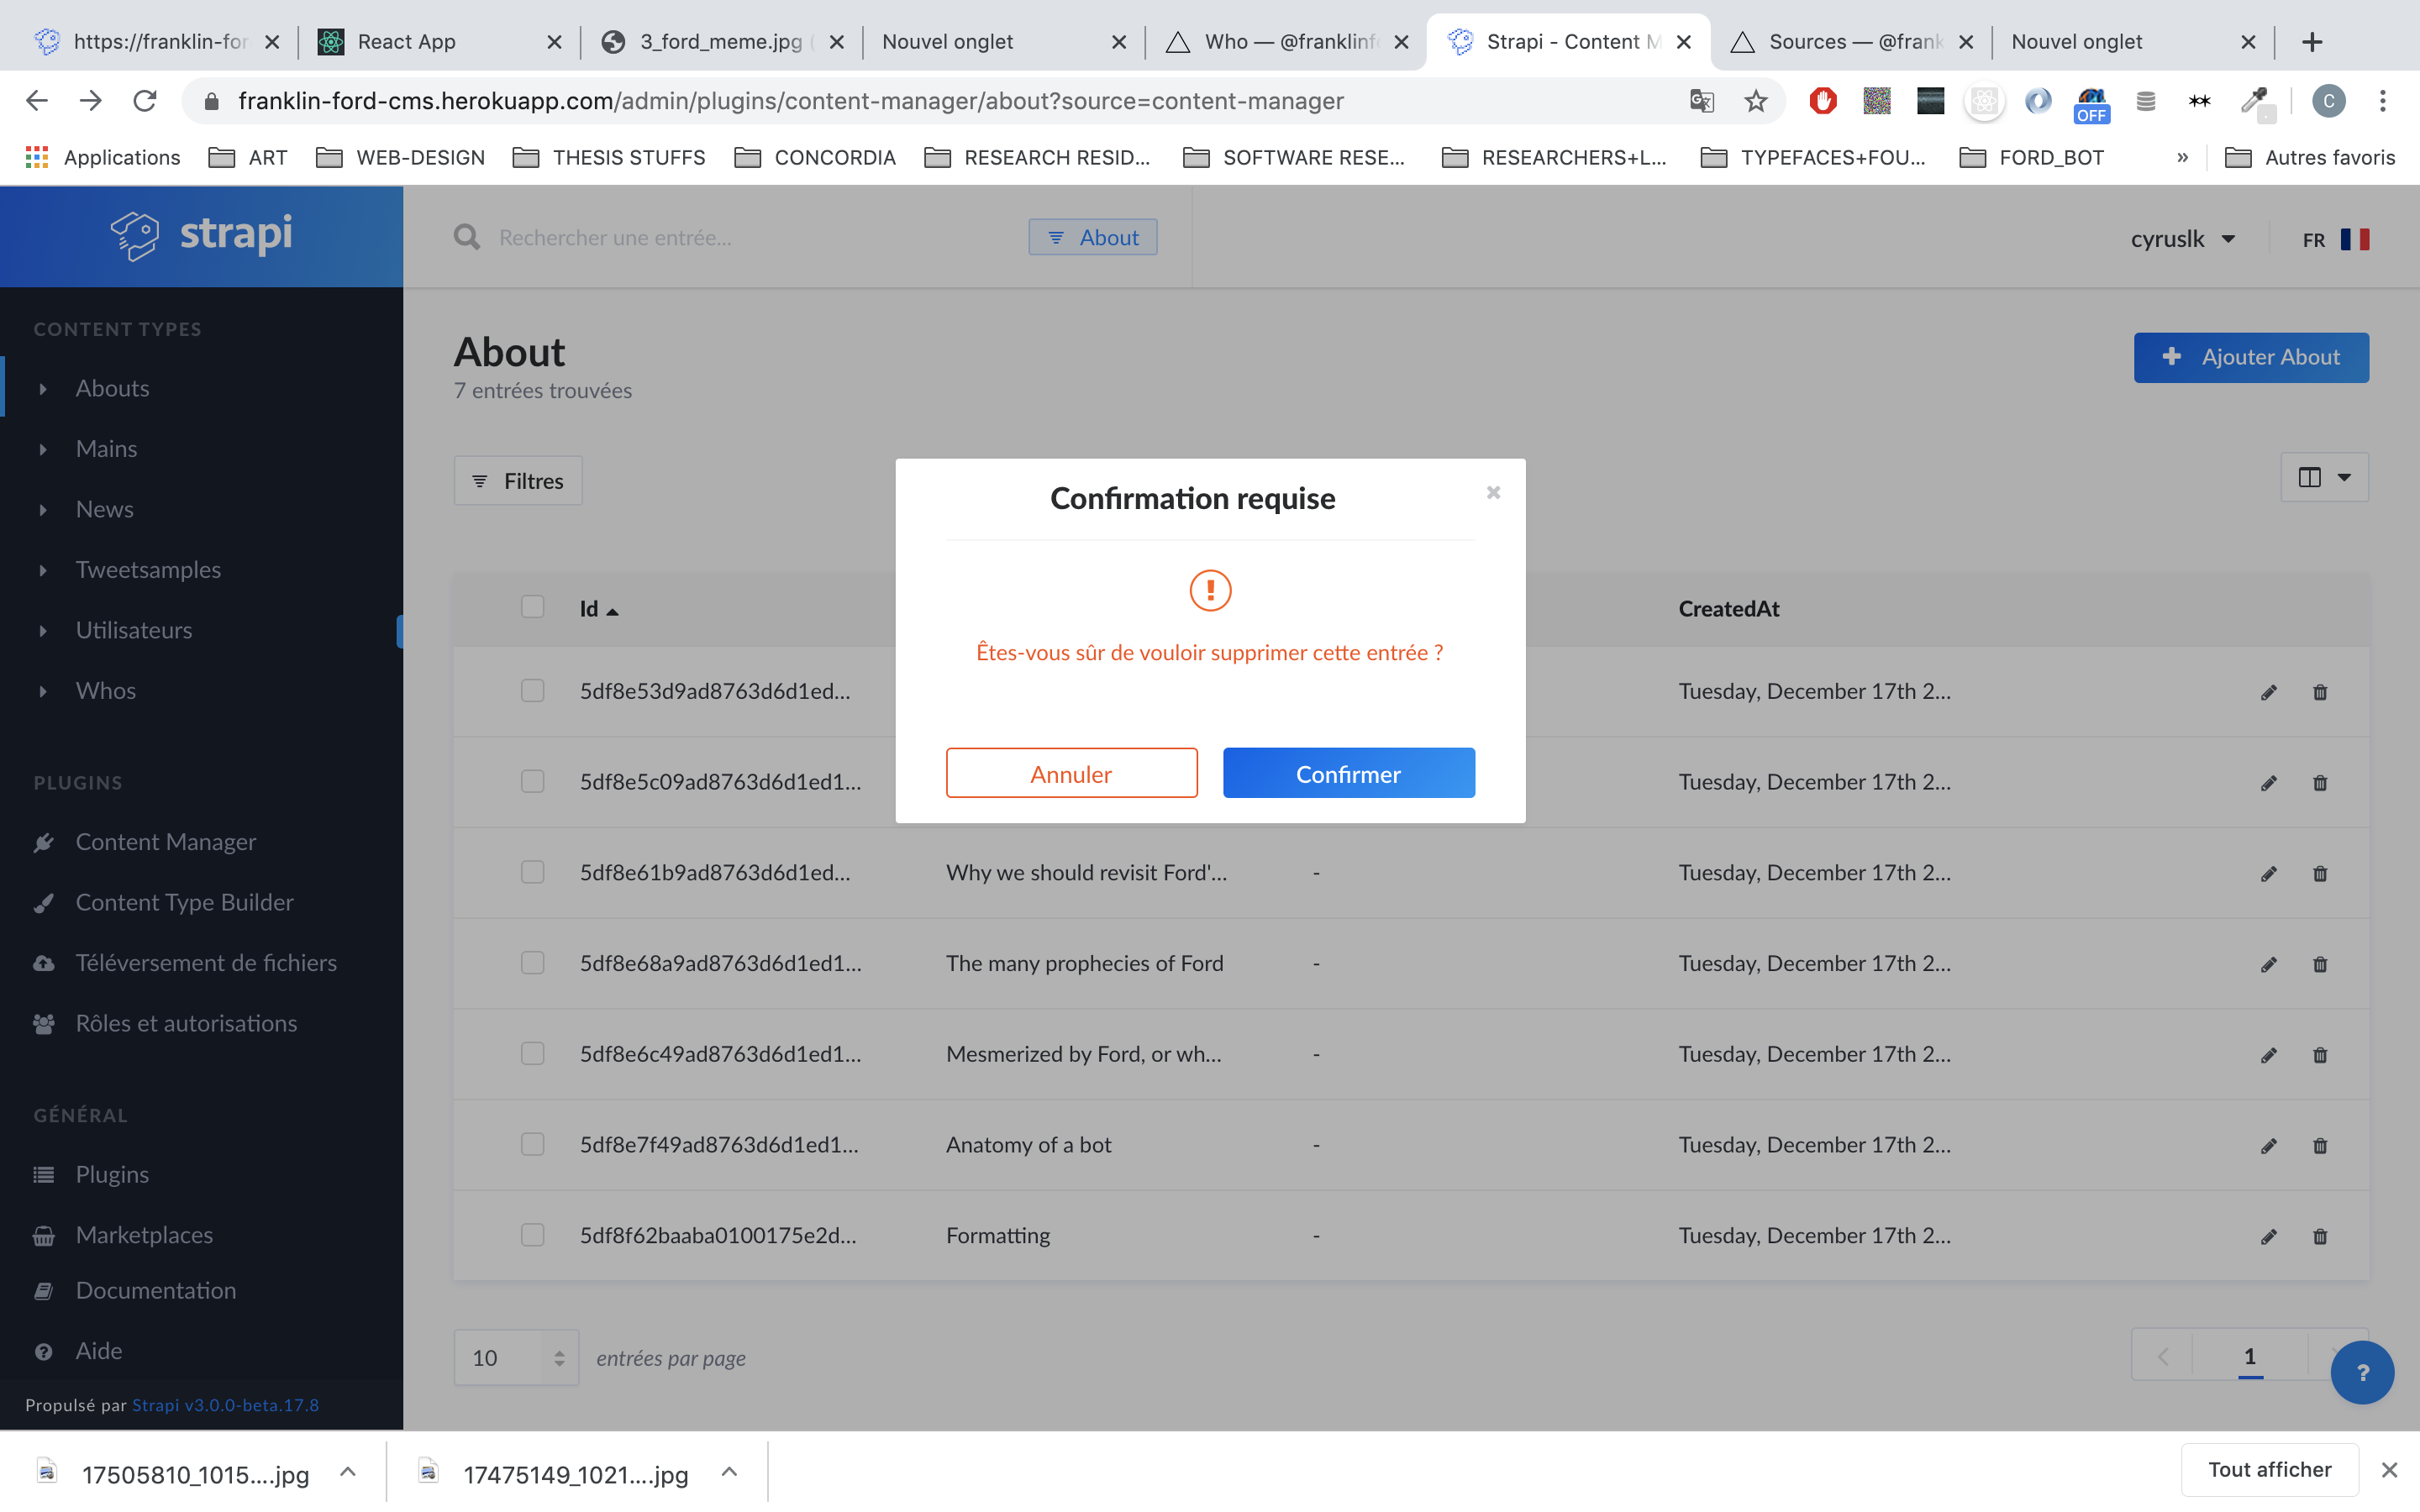 https://franklin-for
React App
3_ford_meme.jpg (
Nouvel onglet
Who — @franklinf
Strapi - Content M
Sources — @frank
Nouvel onglet
franklin-ford-cms.herokuapp.com/admin/plugins/content-manager/about?source=content-manager
OFF
C
Applications
ART
WEB-DESIGN
THESIS STUFFS
CONCORDIA
RESEARCH RESID...
SOFTWARE RESE...
RESEARCHERS+L...
TYPEFACES+FOU...
FORD_BOT
»
Autres favoris
strapi
Rechercher une entrée...
About
cyruslk
FR
CONTENT TYPES
Abouts
Mains
News
Tweetsamples
Utilisateurs
Whos
PLUGINS
Content Manager
Content Type Builder
Téléversement de fichiers
Rôles et autorisations
GÉNÉRAL
Plugins
Marketplaces
Documentation
Aide
Propulsé par Strapi v3.0.0-beta.17.8
About
7 entrées trouvées
Ajouter About
Filtres
Confirmation requise
Êtes-vous sûr de vouloir supprimer cette entrée ?
Annuler
Confirmer
Id
CreatedAt
5df8e53d9ad8763d6d1ed...
Tuesday, December 17th 2...
5df8e5c09ad8763d6d1ed1...
Tuesday, December 17th 2...
5df8e61b9ad8763d6d1ed...
Why we should revisit Ford'...
-
Tuesday, December 17th 2...
5df8e68a9ad8763d6d1ed1...
The many prophecies of Ford
-
Tuesday, December 17th 2...
5df8e6c49ad8763d6d1ed1...
Mesmerized by Ford, or wh...
-
Tuesday, December 17th 2...
5df8e7f49ad8763d6d1ed1...
Anatomy of a bot
-
Tuesday, December 17th 2...
5df8f62baaba0100175e2d...
Formatting
-
Tuesday, December 17th 2...
10
entrées par page
1
?
17505810_1015....jpg
17475149_1021....jpg
Tout afficher